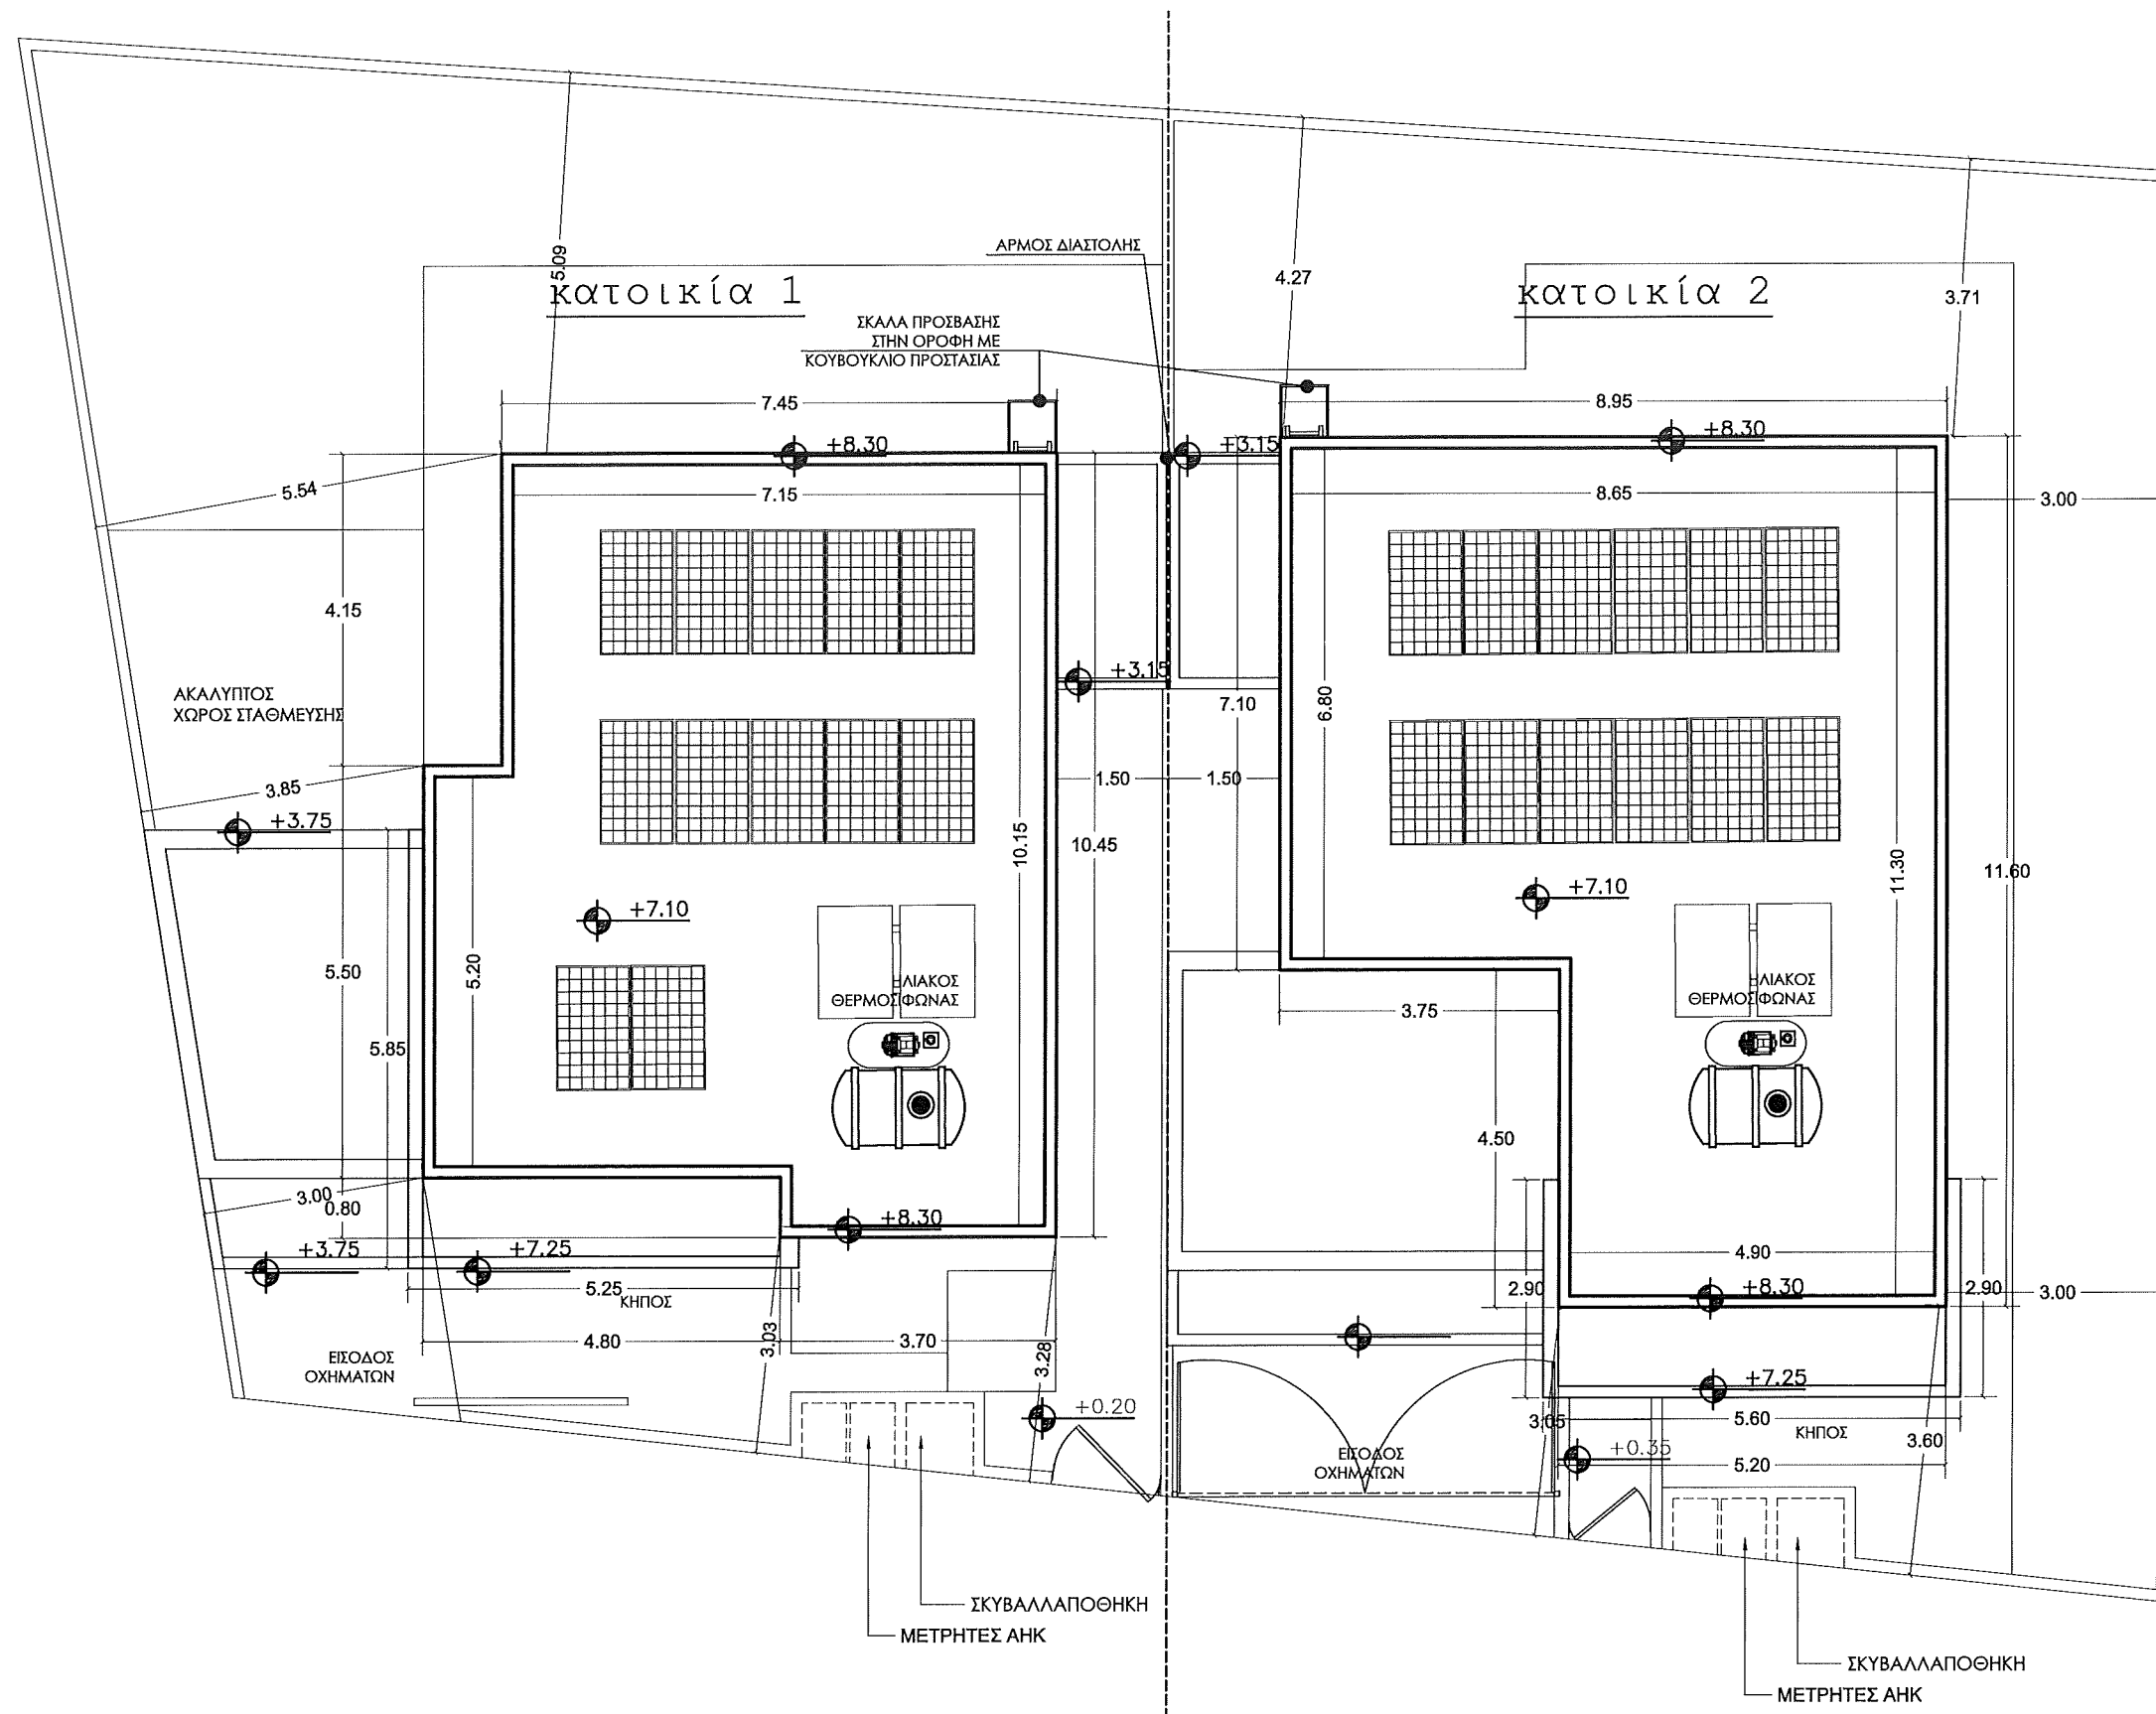 ΑΡΜΟΣ ΔΙΑΣΤΟΛΗΣ
5.09
κατοικία 1
4.27
κατοικία 2
3.71
ΣΚΑΛΑ ΠΡΟΣΒΑΣΗΣ
ΣΤΗΝ ΟΡΟΦΗ ΜΕ
ΚΟΥΒΟΥΚΛΙΟ ΠΡΟΣΤΑΣΙΑΣ
7.45
8.95
+8.30
+3.15
+8.30
5.54
7.15
8.65
3.00
4.15
+3.15
ΑΚΑΛΥΠΤΟΣ
ΧΩΡΟΣ ΣΤΑΘΜΕΥΣΗΣ
7.10
6.80
3.85
1.50
1.50
+3.75
10.15
10.45
11.30
11.60
+7.10
+7.10
5.50
5.20
ΗΛΙΑΚΟΣ
ΘΕΡΜΟΣΙΦΩΝΑΣ
ΗΛΙΑΚΟΣ
ΘΕΡΜΟΣΙΦΩΝΑΣ
3.75
5.85
4.50
3.00
0.80
+8.30
+3.75
+7.25
4.90
5.25
ΚΗΠΟΣ
2.90
+8.30
2.90
3.00
4.80
3.03
3.70
3.28
ΕΙΣΟΔΟΣ
ΟΧΗΜΑΤΩΝ
+7.25
+0.20
3.05
5.60
ΚΗΠΟΣ
3.60
ΕΙΣΟΔΟΣ
ΟΧΗΜΑΤΩΝ
+0.35
5.20
ΣΚΥΒΑΛΛΑΠΟΘΗΚΗ
ΜΕΤΡΗΤΕΣ ΑΗΚ
ΣΚΥΒΑΛΛΑΠΟΘΗΚΗ
ΜΕΤΡΗΤΕΣ ΑΗΚ